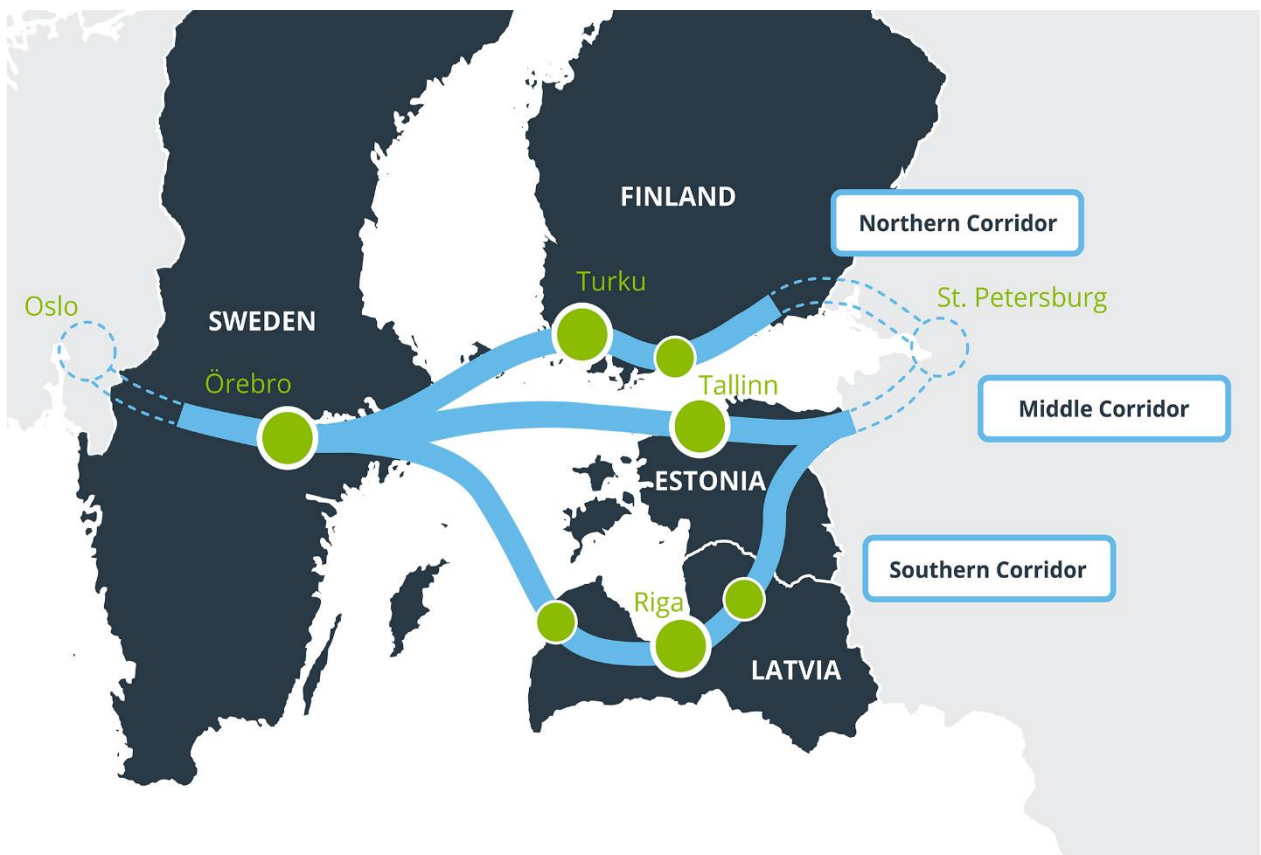 FINLAND
Northern Corridor
Turku
St. Petersburg
Oslo
SWEDEN
Örebro
Tallinn
Middle Corridor
ESTONIA
Southern Corridor
Riga
LATVIA